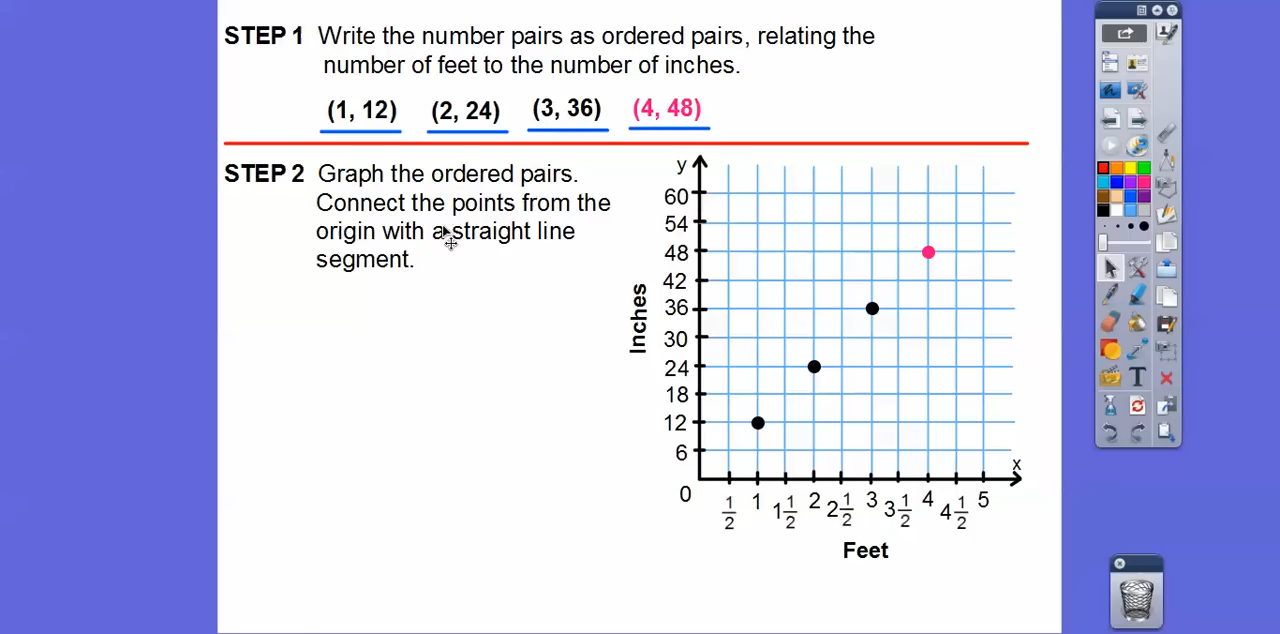 STEP 1 Write the number pairs as ordered pairs, relating the
number of feet to the number of inches.
(1, 12) (2, 24) (3, 36) (4, 48)
STEP 2 Graph the ordered pairs.
Connect the points from the
origin with a straight line
segment.
y
60
54
48
42
36
30
24
18
12
6
0
Inches
x
1/2 1 1 1/2 2 2 1/2 3 3 1/2 4 4 1/2 5
Feet
T